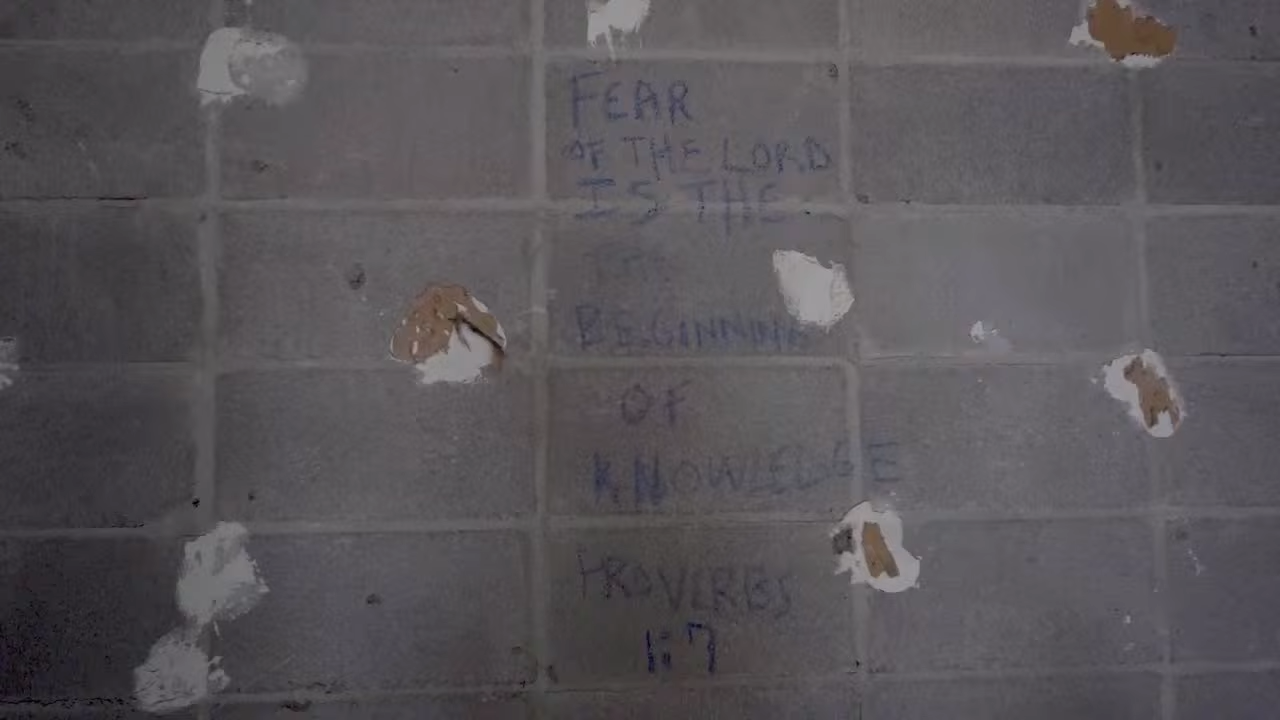 FEAR
OF THE LORD
IS THE
BEGINNING
OF
KNOWLEDGE
PROVERBS
1:7